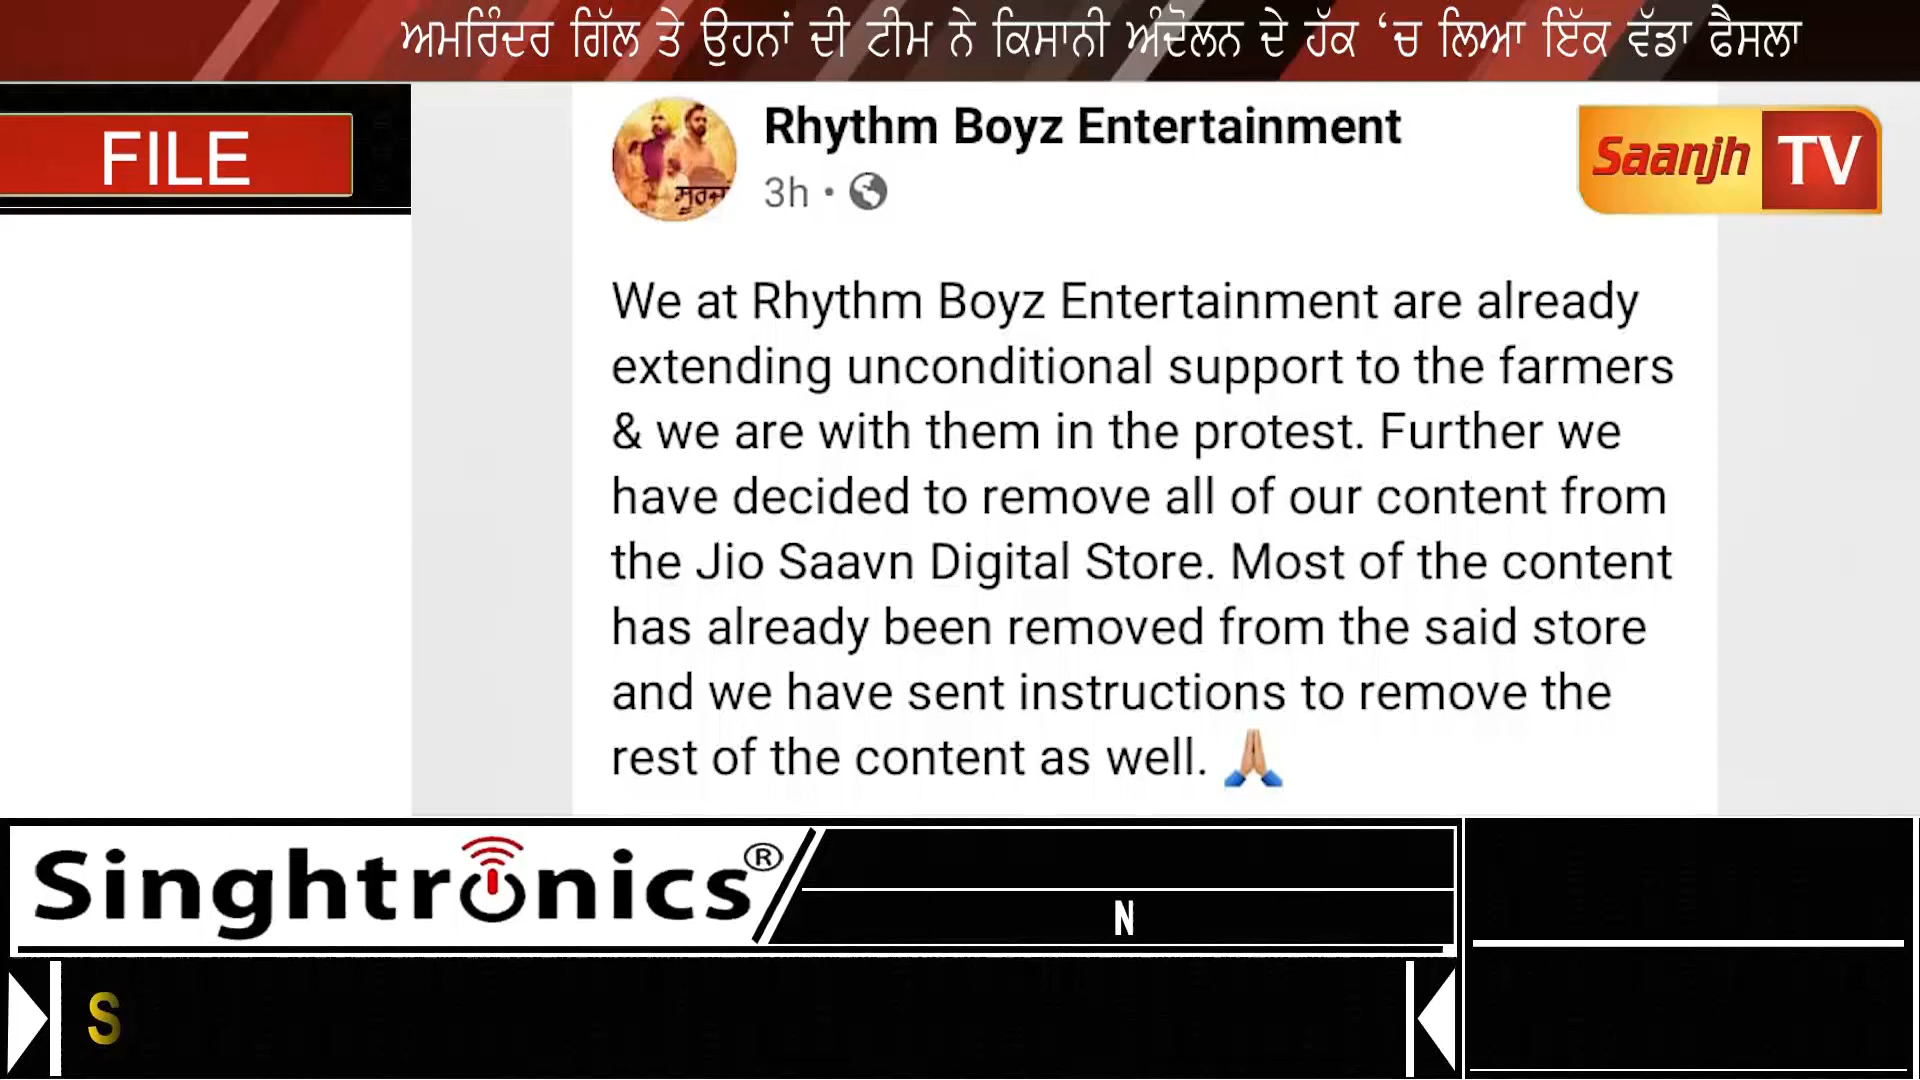 ਅਮਰਿੰਦਰ ਗਿੱਲ ਤੇ ਉਹਨਾਂ ਦੀ ਟੀਮ ਨੇ ਕਿਸਾਨੀ ਅੰਦੋਲਨ ਦੇ ਹੱਕ ‘ਚ ਲਿਆ ਇੱਕ ਵੱਡਾ ਫੈਸਲਾ
FILE
Rhythm Boyz Entertainment
3h •
Saanjh TV
We at Rhythm Boyz Entertainment are already
extending unconditional support to the farmers
& we are with them in the protest. Further we
have decided to remove all of our content from
the Jio Saavn Digital Store. Most of the content
has already been removed from the said store
and we have sent instructions to remove the
rest of the content as well. 🙏🏼
Singhtronics®
N
S